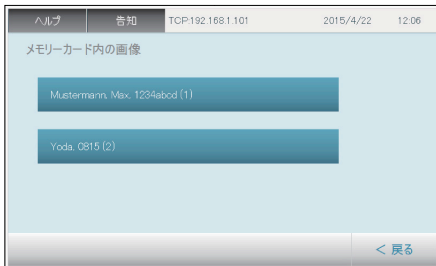 ヘルプ 告知 TCP:192.168.1.101 2015/4/22 12:06
メモリーカード内の画像
Mustermann, Max, 1234abcd (1)
Yoda, 0815 (2)
< 戻る